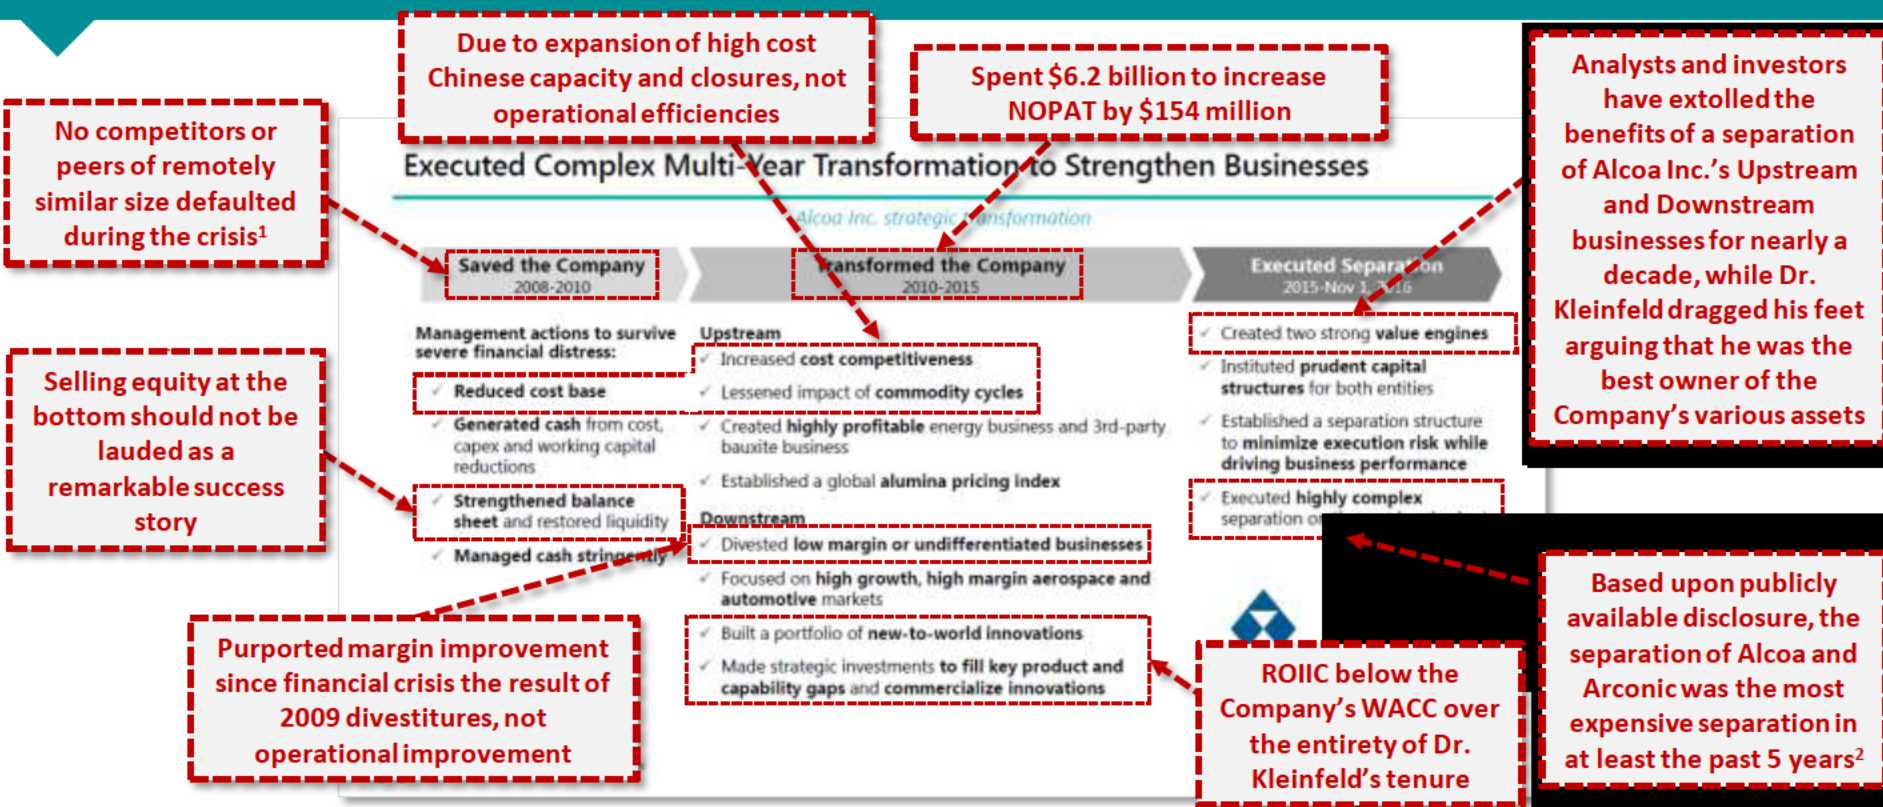 Due to expansion of high cost
Chinese capacity and closures, not
operational efficiencies
Spent $6.2 billion to increase
NOPAT by $154 million
Analysts and investors
have extolled the
benefits of a separation
of Alcoa Inc.'s Upstream
and Downstream
businesses for nearly a
decade, while Dr.
Kleinfeld dragged his feet
arguing that he was the
best owner of the
Company's various assets
No competitors or
peers of remotely
similar size defaulted
during the crisis¹
Executed Complex Multi-Year Transformation to Strengthen Businesses
Alcoa Inc. strategic transformation
Saved the Company
2008-2010
Transformed the Company
2010-2015
Executed Separation
2015-Nov 1, 2016
Management actions to survive
severe financial distress:
✓ Reduced cost base
✓ Generated cash from cost,
capex and working capital
reductions
✓ Strengthened balance
sheet and restored liquidity
✓ Managed cash stringently
Upstream
✓ Increased cost competitiveness
✓ Lessened impact of commodity cycles
✓ Created highly profitable energy business and 3rd-party
bauxite business
✓ Established a global alumina pricing index
Downstream
✓ Divested low margin or undifferentiated businesses
✓ Focused on high growth, high margin aerospace and
automotive markets
✓ Built a portfolio of new-to-world innovations
✓ Made strategic investments to fill key product and
capability gaps and commercialize innovations
✓ Created two strong value engines
✓ Instituted prudent capital
structures for both entities
✓ Established a separation structure
to minimize execution risk while
driving business performance
✓ Executed highly complex
separation
Selling equity at the
bottom should not be
lauded as a
remarkable success
story
Purported margin improvement
since financial crisis the result of
2009 divestitures, not
operational improvement
ROIIC below the
Company's WACC over
the entirety of Dr.
Kleinfeld's tenure
Based upon publicly
available disclosure, the
separation of Alcoa and
Arconic was the most
expensive separation in
at least the past 5 years²